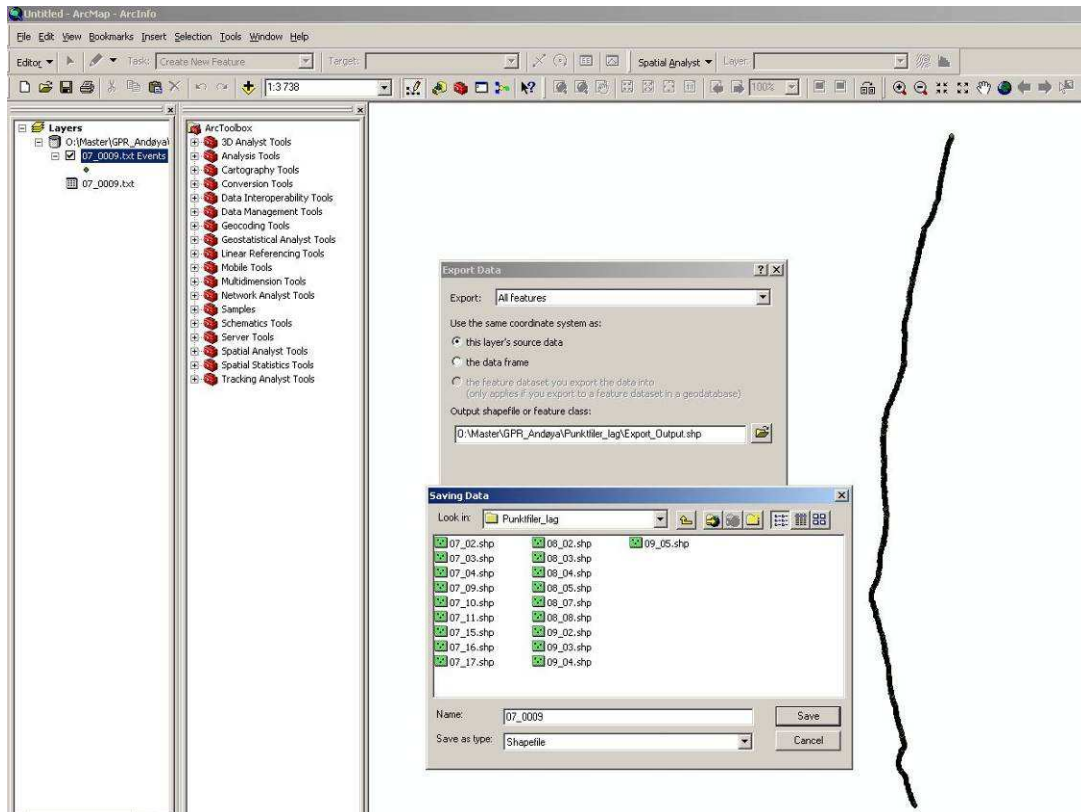 Untitled - ArcMap - ArcInfo
File Edit View Bookmarks Insert Selection Tools Window Help
Editor Task: Create New Feature Target: Spatial Analyst Layer:
1:3 738 100%
Layers
O:\Master\GPR_Andøya\
07_0009.txt Events
07_0009.txt
ArcToolbox
3D Analyst Tools
Analysis Tools
Cartography Tools
Conversion Tools
Data Interoperability Tools
Data Management Tools
Geocoding Tools
Geostatistical Analyst Tools
Linear Referencing Tools
Mobile Tools
Multidimension Tools
Network Analyst Tools
Samples
Schematics Tools
Server Tools
Spatial Analyst Tools
Spatial Statistics Tools
Tracking Analyst Tools
Export Data
Export: All features
Use the same coordinate system as:
this layer's source data
the data frame
the feature dataset you export the data into
(only applies if you export to a feature dataset in a geodatabase)
Output shapefile or feature class:
O:\Master\GPR_Andøya\Punktfiler_lag\Export_Output.shp
Saving Data
Look in: Punktfiler_lag
07_02.shp 08_02.shp 09_05.shp
07_03.shp 08_03.shp
07_04.shp 08_04.shp
07_09.shp 08_05.shp
07_10.shp 08_07.shp
07_11.shp 08_08.shp
07_15.shp 09_02.shp
07_16.shp 09_03.shp
07_17.shp 09_04.shp
Name: 07_0009 Save
Save as type: Shapefile Cancel